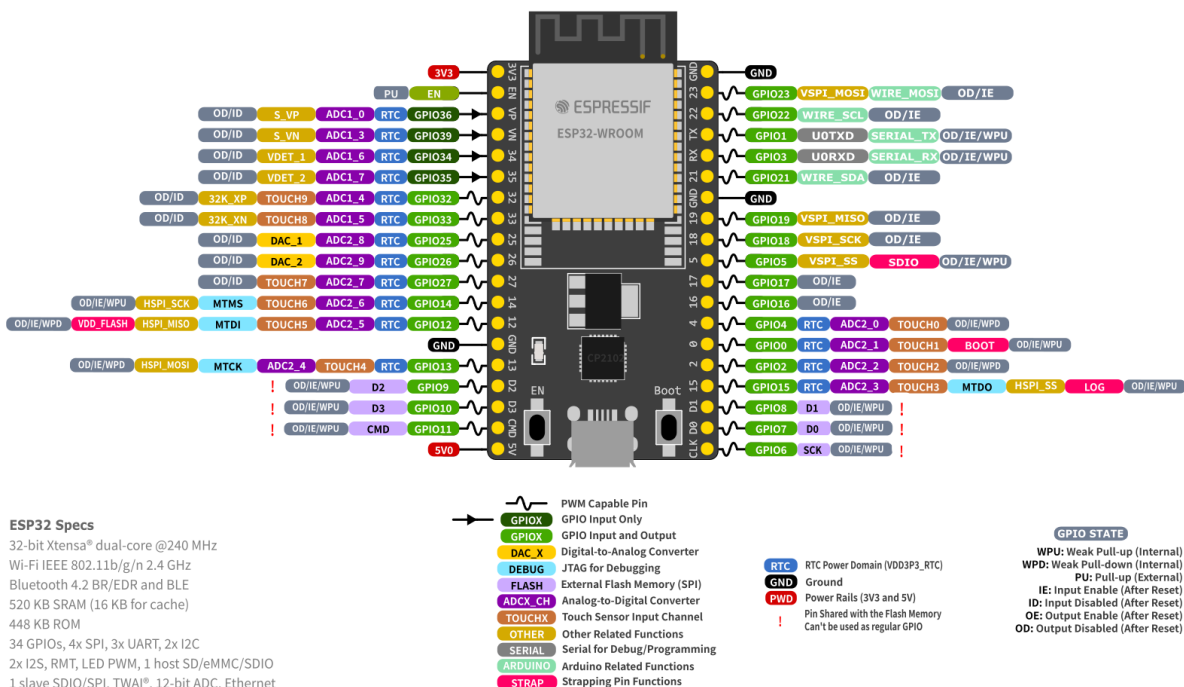 3V3 3V3 GND GND
PU EN EN 23 GPIO23 VSPI_MOSI WIRE_MOSI OD/IE
OD/ID S_VP ADC1_0 RTC GPIO36 VP 22 GPIO22 WIRE_SCL OD/IE
OD/ID S_VN ADC1_3 RTC GPIO39 VN TX GPIO1 U0TXD SERIAL_TX OD/IE/WPU
OD/ID VDET_1 ADC1_6 RTC GPIO34 34 RX GPIO3 U0RXD SERIAL_RX OD/IE/WPU
OD/ID VDET_2 ADC1_7 RTC GPIO35 35 21 GPIO21 WIRE_SDA OD/IE
OD/ID 32K_XP TOUCH9 ADC1_4 RTC GPIO32 32 GND GND
OD/ID 32K_XN TOUCH8 ADC1_5 RTC GPIO33 33 19 GPIO19 VSPI_MISO OD/IE
OD/ID DAC_1 ADC2_8 RTC GPIO25 25 18 GPIO18 VSPI_SCK OD/IE
OD/ID DAC_2 ADC2_9 RTC GPIO26 26 5 GPIO5 VSPI_SS SDIO OD/IE/WPU
OD/ID TOUCH7 ADC2_7 RTC GPIO27 27 17 GPIO17 OD/IE
OD/IE/WPU HSPI_SCK MTMS TOUCH6 ADC2_6 RTC GPIO14 14 16 GPIO16 OD/IE
OD/IE/WPD VDD_FLASH HSPI_MISO MTDI TOUCH5 ADC2_5 RTC GPIO12 12 4 GPIO4 RTC ADC2_0 TOUCH0 OD/IE/WPD
GND GND 0 GPIO0 RTC ADC2_1 TOUCH1 BOOT OD/IE/WPU
OD/IE/WPD HSPI_MOSI MTCK ADC2_4 TOUCH4 RTC GPIO13 13 2 GPIO2 RTC ADC2_2 TOUCH2 OD/IE/WPD
! OD/IE/WPU D2 GPIO9 D2 15 GPIO15 RTC ADC2_3 TOUCH3 MTDO HSPI_SS LOG OD/IE/WPU
! OD/IE/WPU D3 GPIO10 D3 D1 GPIO8 D1 OD/IE/WPU !
! OD/IE/WPU CMD GPIO11 CMD D0 GPIO7 D0 OD/IE/WPU !
5V0 5V CLK GPIO6 SCK OD/IE/WPU !
ESPRESSIF
ESP32-WROOM
CP2102
EN Boot
ESP32 Specs
32-bit Xtensa® dual-core @240 MHz
Wi-Fi IEEE 802.11b/g/n 2.4 GHz
Bluetooth 4.2 BR/EDR and BLE
520 KB SRAM (16 KB for cache)
448 KB ROM
34 GPIOs, 4x SPI, 3x UART, 2x I2C
2x I2S, RMT, LED PWM, 1 host SD/eMMC/SDIO
1 slave SDIO/SPI, TWAI®, 12-bit ADC, Ethernet
PWM Capable Pin
GPIOX GPIO Input Only
GPIOX GPIO Input and Output
DAC_X Digital-to-Analog Converter
DEBUG JTAG for Debugging
FLASH External Flash Memory (SPI)
ADCX_CH Analog-to-Digital Converter
TOUCHX Touch Sensor Input Channel
OTHER Other Related Functions
SERIAL Serial for Debug/Programming
ARDUINO Arduino Related Functions
STRAP Strapping Pin Functions
RTC RTC Power Domain (VDD3P3_RTC)
GND Ground
PWD Power Rails (3V3 and 5V)
! Pin Shared with the Flash Memory
Can't be used as regular GPIO
GPIO STATE
WPU: Weak Pull-up (Internal)
WPD: Weak Pull-down (Internal)
PU: Pull-up (External)
IE: Input Enable (After Reset)
ID: Input Disabled (After Reset)
OE: Output Enable (After Reset)
OD: Output Disabled (After Reset)